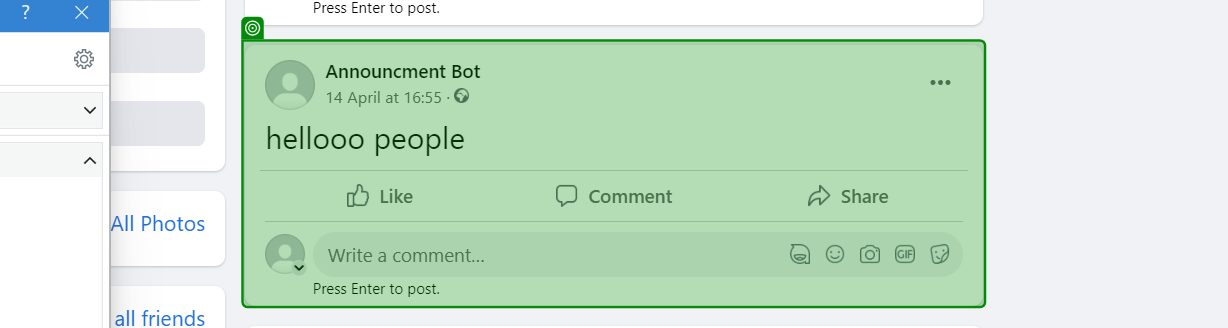 ?
Press Enter to post.
Announcment Bot
14 April at 16:55 ·
hellooo people
Like
Comment
Share
Write a comment...
GIF
Press Enter to post.
All Photos
all friends